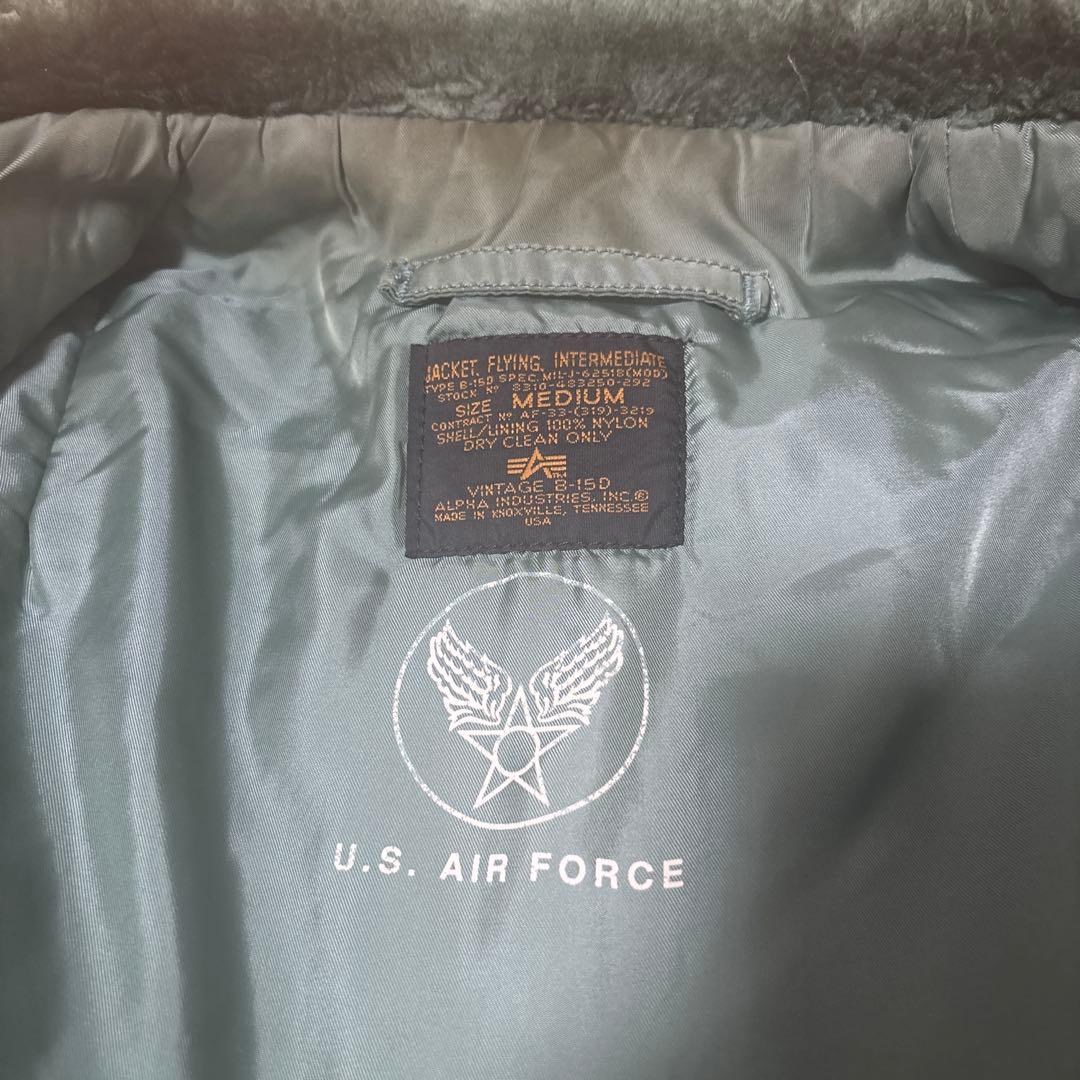 JACKET, FLYING, INTERMEDIATE
TYPE B-15D SPEC. MIL-J-6251B(MOD)
STOCK Nº 8310-483250-292
SIZE MEDIUM
CONTRACT Nº AF-33-(319)-3219
SHELL/LINING 100% NYLON
DRY CLEAN ONLY
TM
VINTAGE B-15D
ALPHA INDUSTRIES, INC.®
MADE IN KNOXVILLE, TENNESSEE
USA
U.S. AIR FORCE